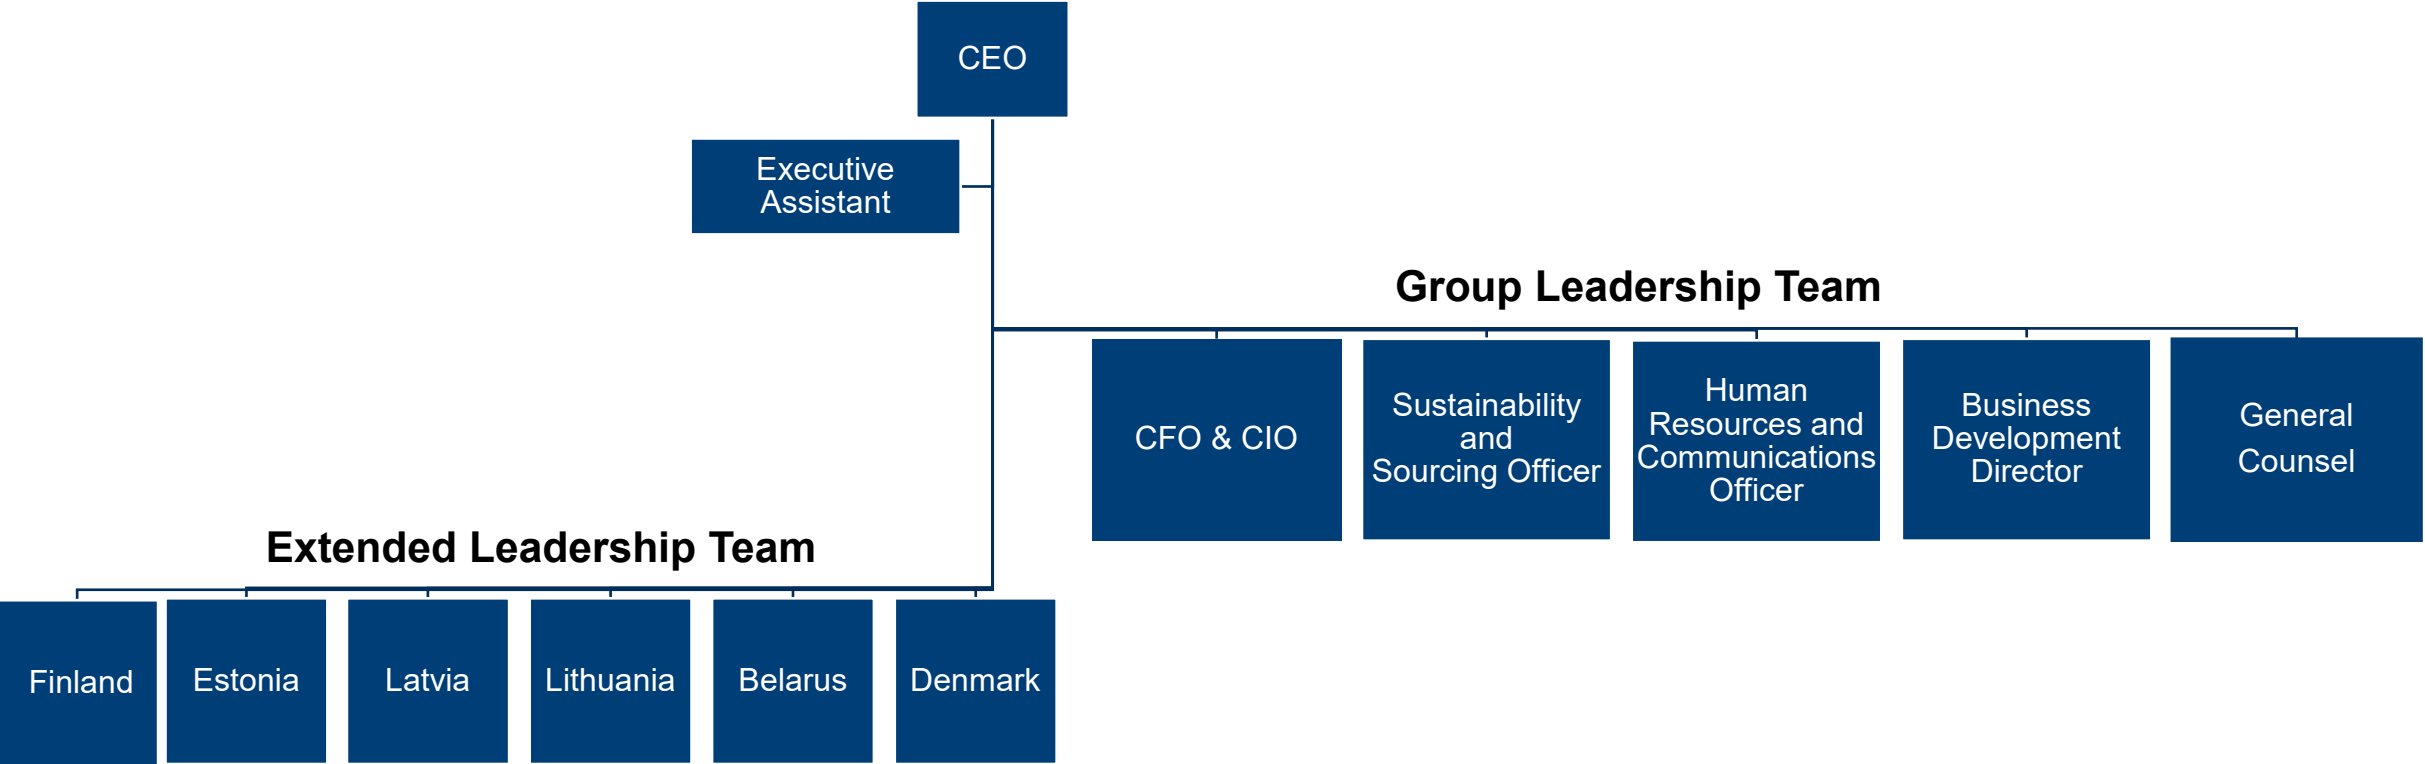 CEO
Executive
Assistant
Group Leadership Team
CFO & CIO
Sustainability
and
Sourcing Officer
Human
Resources and
Communications
Officer
Business
Development
Director
General
Counsel
Extended Leadership Team
Finland
Estonia
Latvia
Lithuania
Belarus
Denmark